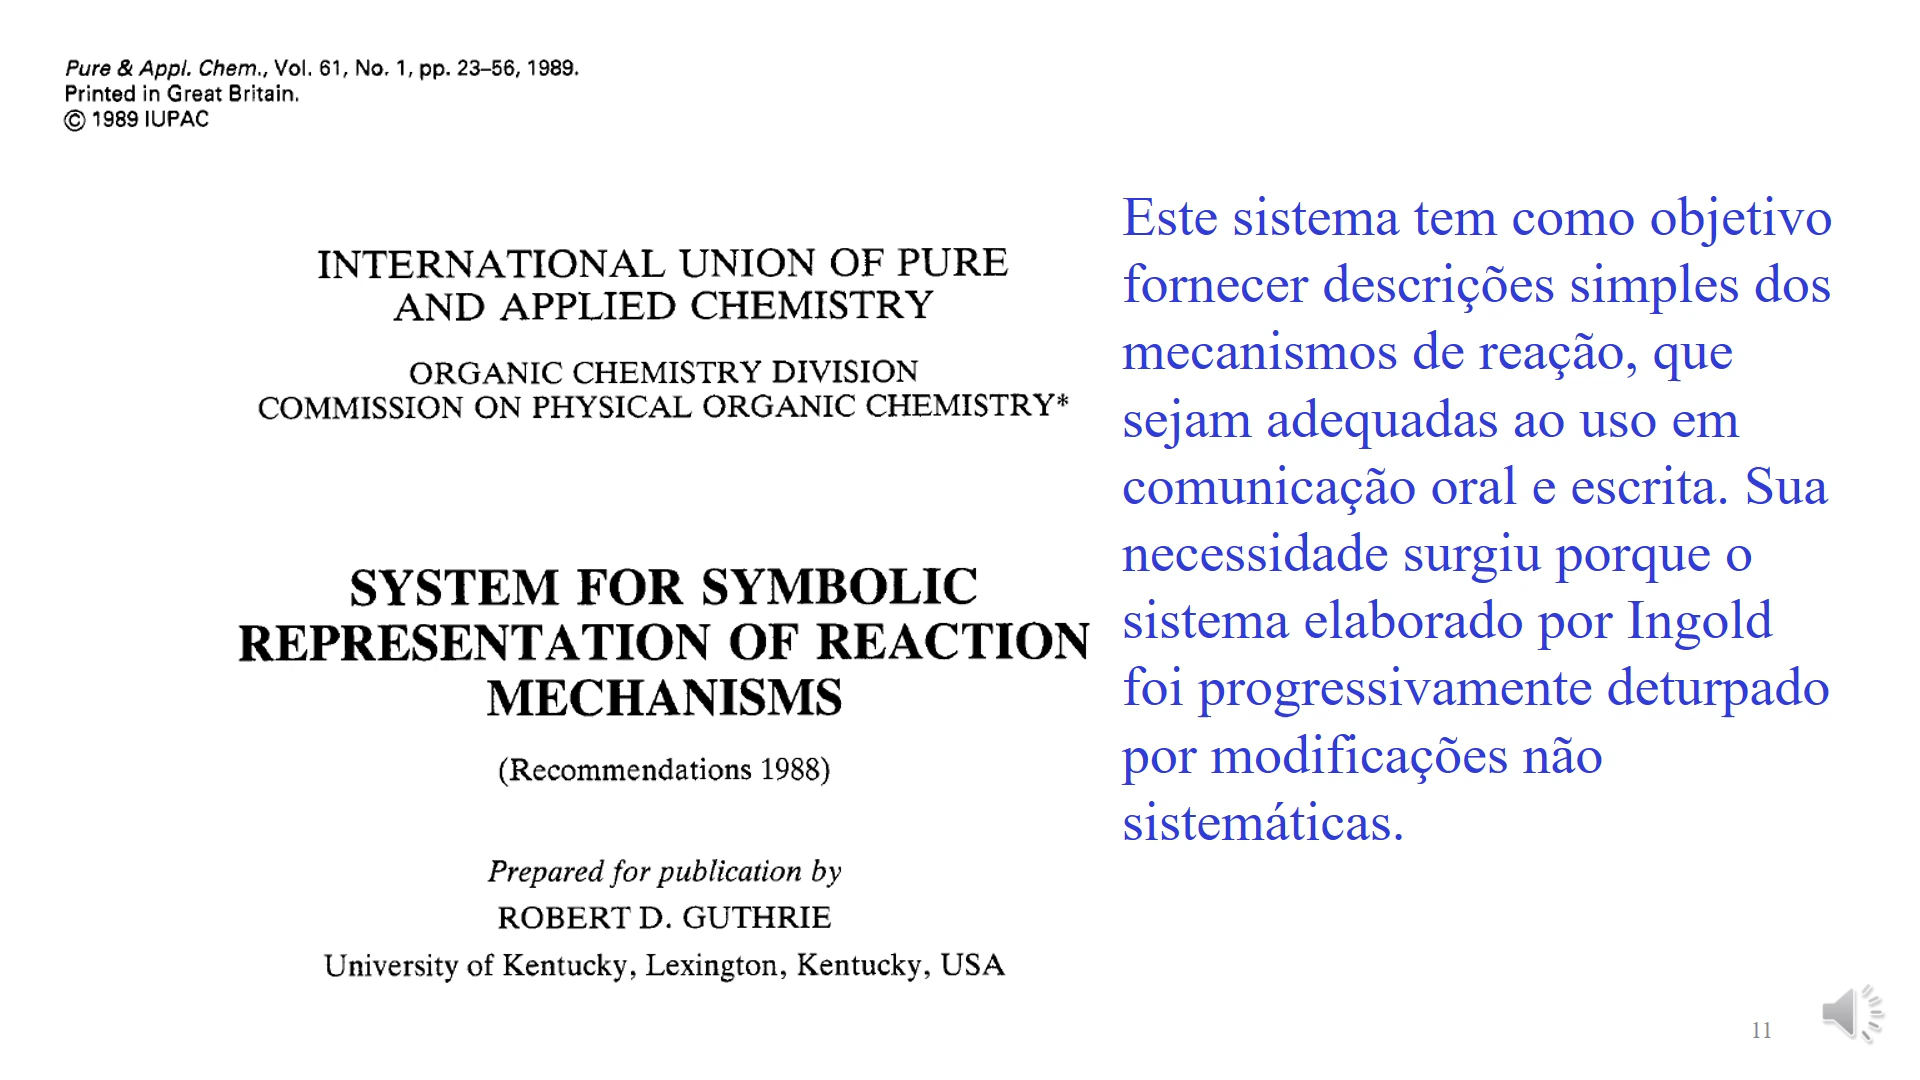 Pure & Appl. Chem., Vol. 61, No. 1, pp. 23–56, 1989.
Printed in Great Britain.
© 1989 IUPAC
INTERNATIONAL UNION OF PURE
AND APPLIED CHEMISTRY
ORGANIC CHEMISTRY DIVISION
COMMISSION ON PHYSICAL ORGANIC CHEMISTRY*
SYSTEM FOR SYMBOLIC
REPRESENTATION OF REACTION
MECHANISMS
(Recommendations 1988)
Prepared for publication by
ROBERT D. GUTHRIE
University of Kentucky, Lexington, Kentucky, USA
Este sistema tem como objetivo
fornecer descrições simples dos
mecanismos de reação, que
sejam adequadas ao uso em
comunicação oral e escrita. Sua
necessidade surgiu porque o
sistema elaborado por Ingold
foi progressivamente deturpado
por modificações não
sistemáticas.
11